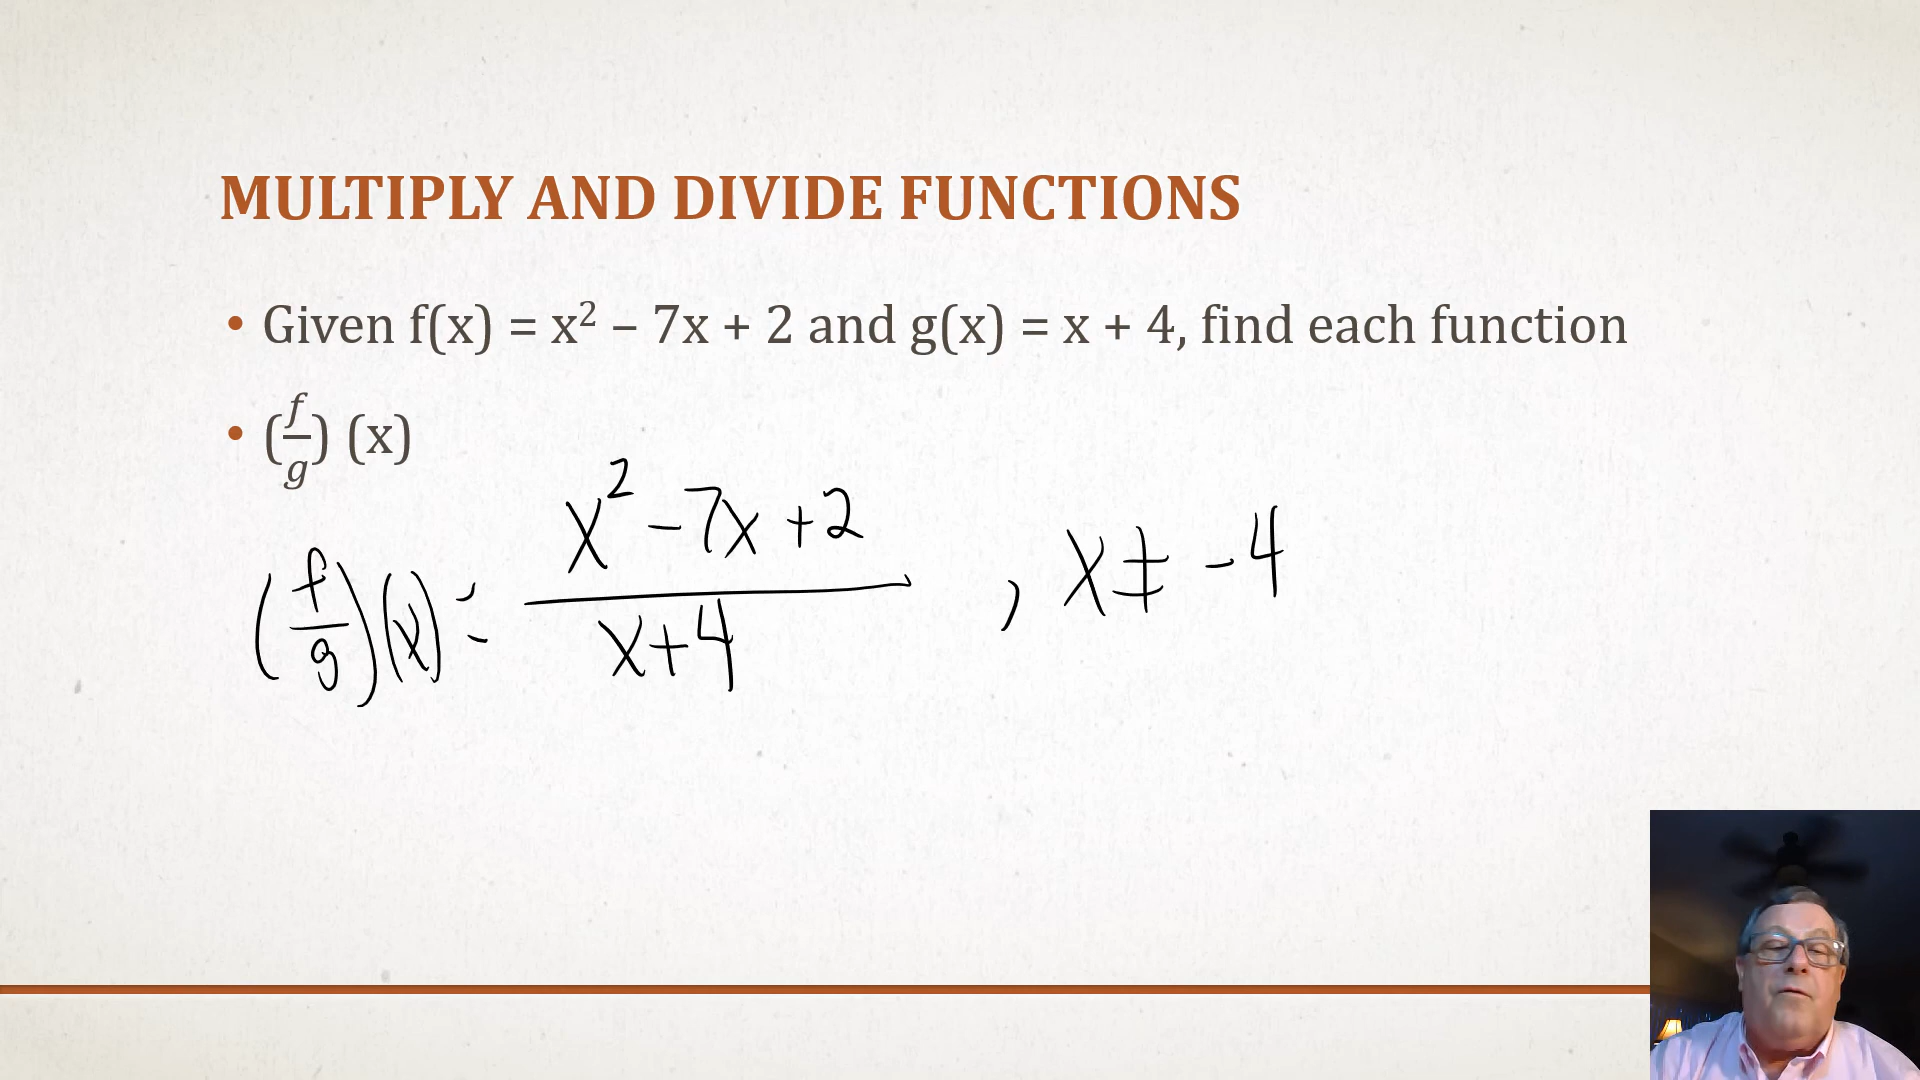 MULTIPLY AND DIVIDE FUNCTIONS
• Given f(x) = x² – 7x + 2 and g(x) = x + 4, find each function
• (f/g) (x)
(f/g)(x) = x² - 7x + 2 / x + 4 , x ≠ -4